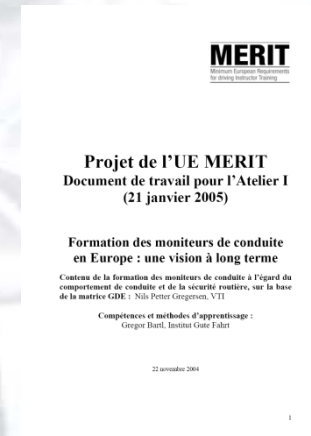 MERIT
Minimum European Requirements
for driving Instructor Training
Projet de l'UE MERIT
Document de travail pour l'Atelier I
(21 janvier 2005)
Formation des moniteurs de conduite
en Europe : une vision à long terme
Contenu de la formation des moniteurs de conduite à l'égard du
comportement de conduite et de la sécurité routière, sur la base
de la matrice GDE : Nils Petter Gregersen, VTI
Compétences et méthodes d'apprentissage :
Gregor Bartl, Institut Gute Fahrt
22 novembre 2004
1